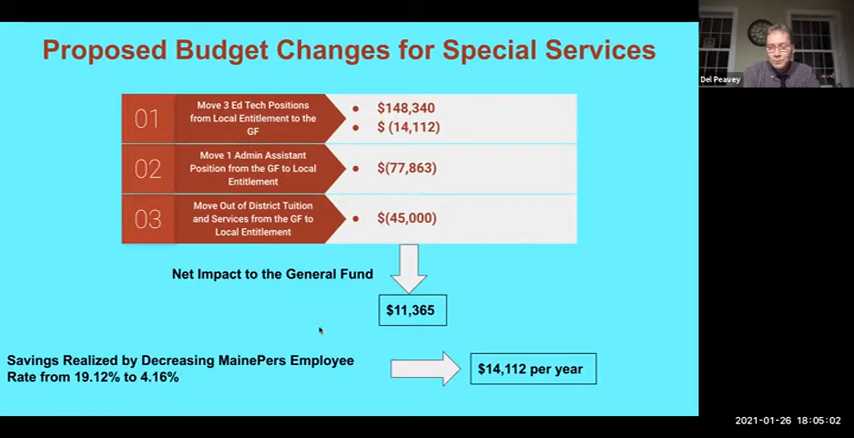 Proposed Budget Changes for Special Services
01
Move 3 Ed Tech Positions
from Local Entitlement to the
GF
• $148,340
• $ (14,112)
02
Move 1 Admin Assistant
Position from the GF to Local
Entitlement
• $(77,863)
03
Move Out of District Tuition
and Services from the GF to
Local Entitlement
• $(45,000)
Net Impact to the General Fund
$11,365
Savings Realized by Decreasing MainePers Employee
Rate from 19.12% to 4.16%
$14,112 per year
Del Peavey
2021-01-26 18:05:02